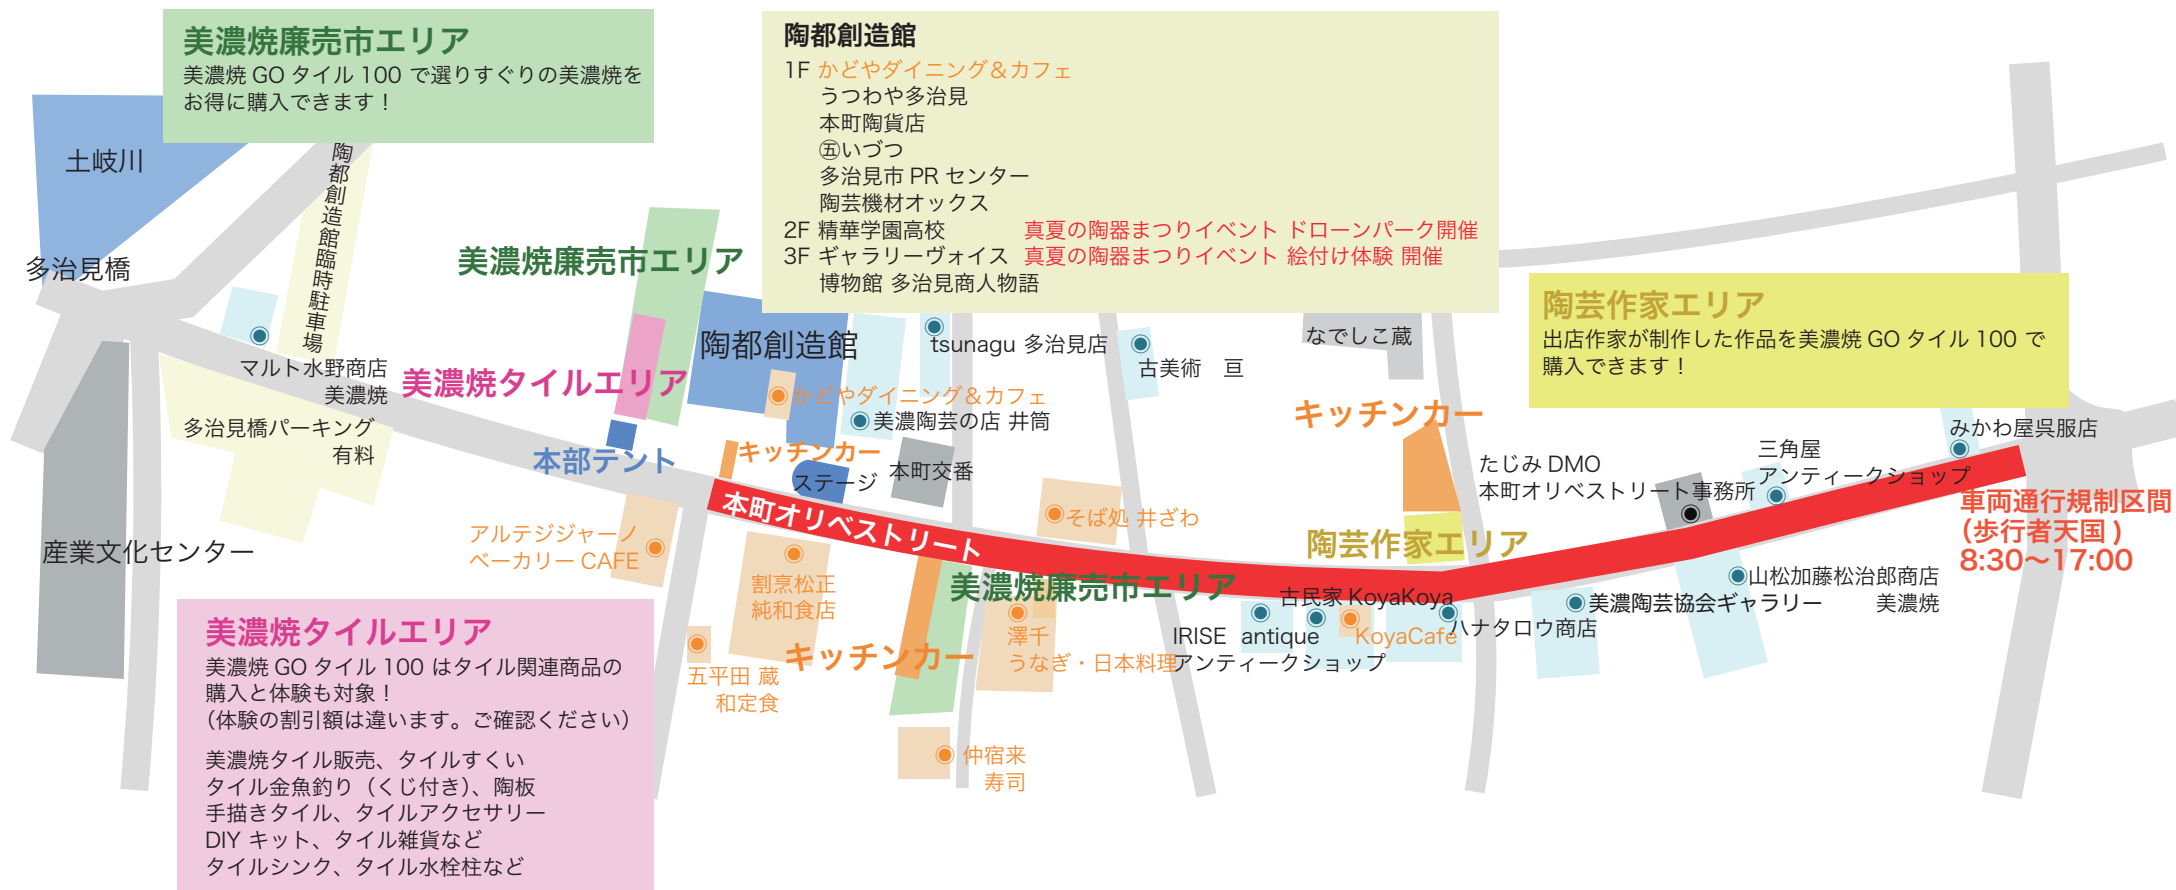 美濃焼廉売市エリア
美濃焼 GO タイル 100 で選りすぐりの美濃焼を
お得に購入できます！
陶都創造館
1F かどやダイニング＆カフェ
うつわや多治見
本町陶貨店
㊄いづつ
多治見市 PR センター
陶芸機材オックス
2F 精華学園高校 真夏の陶器まつりイベント ドローンパーク開催
3F ギャラリーヴォイス 真夏の陶器まつりイベント 絵付け体験 開催
博物館 多治見商人物語
土岐川
多治見橋
陶都創造館臨時駐車場
美濃焼廉売市エリア
陶芸作家エリア
出店作家が制作した作品を美濃焼 GO タイル 100 で
購入できます！
マルト水野商店
美濃焼
美濃焼タイルエリア
陶都創造館
tsunagu 多治見店
古美術　亘
なでしこ蔵
かどやダイニング＆カフェ
美濃陶芸の店 井筒
キッチンカー
多治見橋パーキング
有料
本部テント
キッチンカー
ステージ
本町交番
みかわ屋呉服店
三角屋
アンティークショップ
たじみ DMO
本町オリベストリート事務所
車両通行規制区間
（歩行者天国）
8:30〜17:00
本町オリベストリート
そば処 井ざわ
陶芸作家エリア
アルテジジャーノ
ベーカリー CAFE
産業文化センター
割烹松正
純和食店
美濃焼廉売市エリア
古民家 KoyaKoya
山松加藤松治郎商店
美濃焼
美濃陶芸協会ギャラリー
ハナタロウ商店
IRISE antique
アンティークショップ
KoyaCafe
澤千
うなぎ・日本料理
キッチンカー
五平田 蔵
和定食
仲宿来
寿司
美濃焼タイルエリア
美濃焼 GO タイル 100 はタイル関連商品の
購入と体験も対象！
（体験の割引額は違います。ご確認ください）
美濃焼タイル販売、タイルすくい
タイル金魚釣り（くじ付き）、陶板
手描きタイル、タイルアクセサリー
DIY キット、タイル雑貨など
タイルシンク、タイル水栓柱など